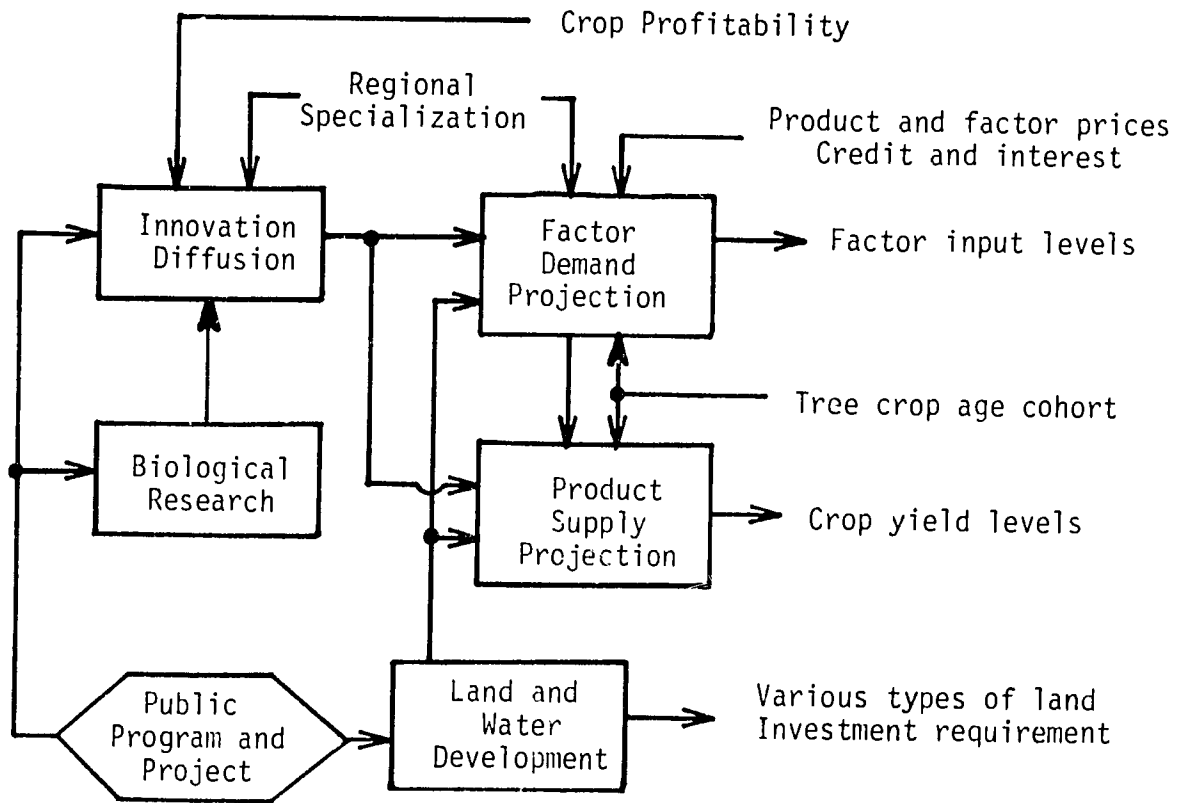 Crop Profitability
Regional
Specialization
Product and factor prices
Credit and interest
Innovation
Diffusion
Factor
Demand
Projection
Factor input levels
Tree crop age cohort
Biological
Research
Product
Supply
Projection
Crop yield levels
Public
Program and
Project
Land and
Water
Development
Various types of land
Investment requirement